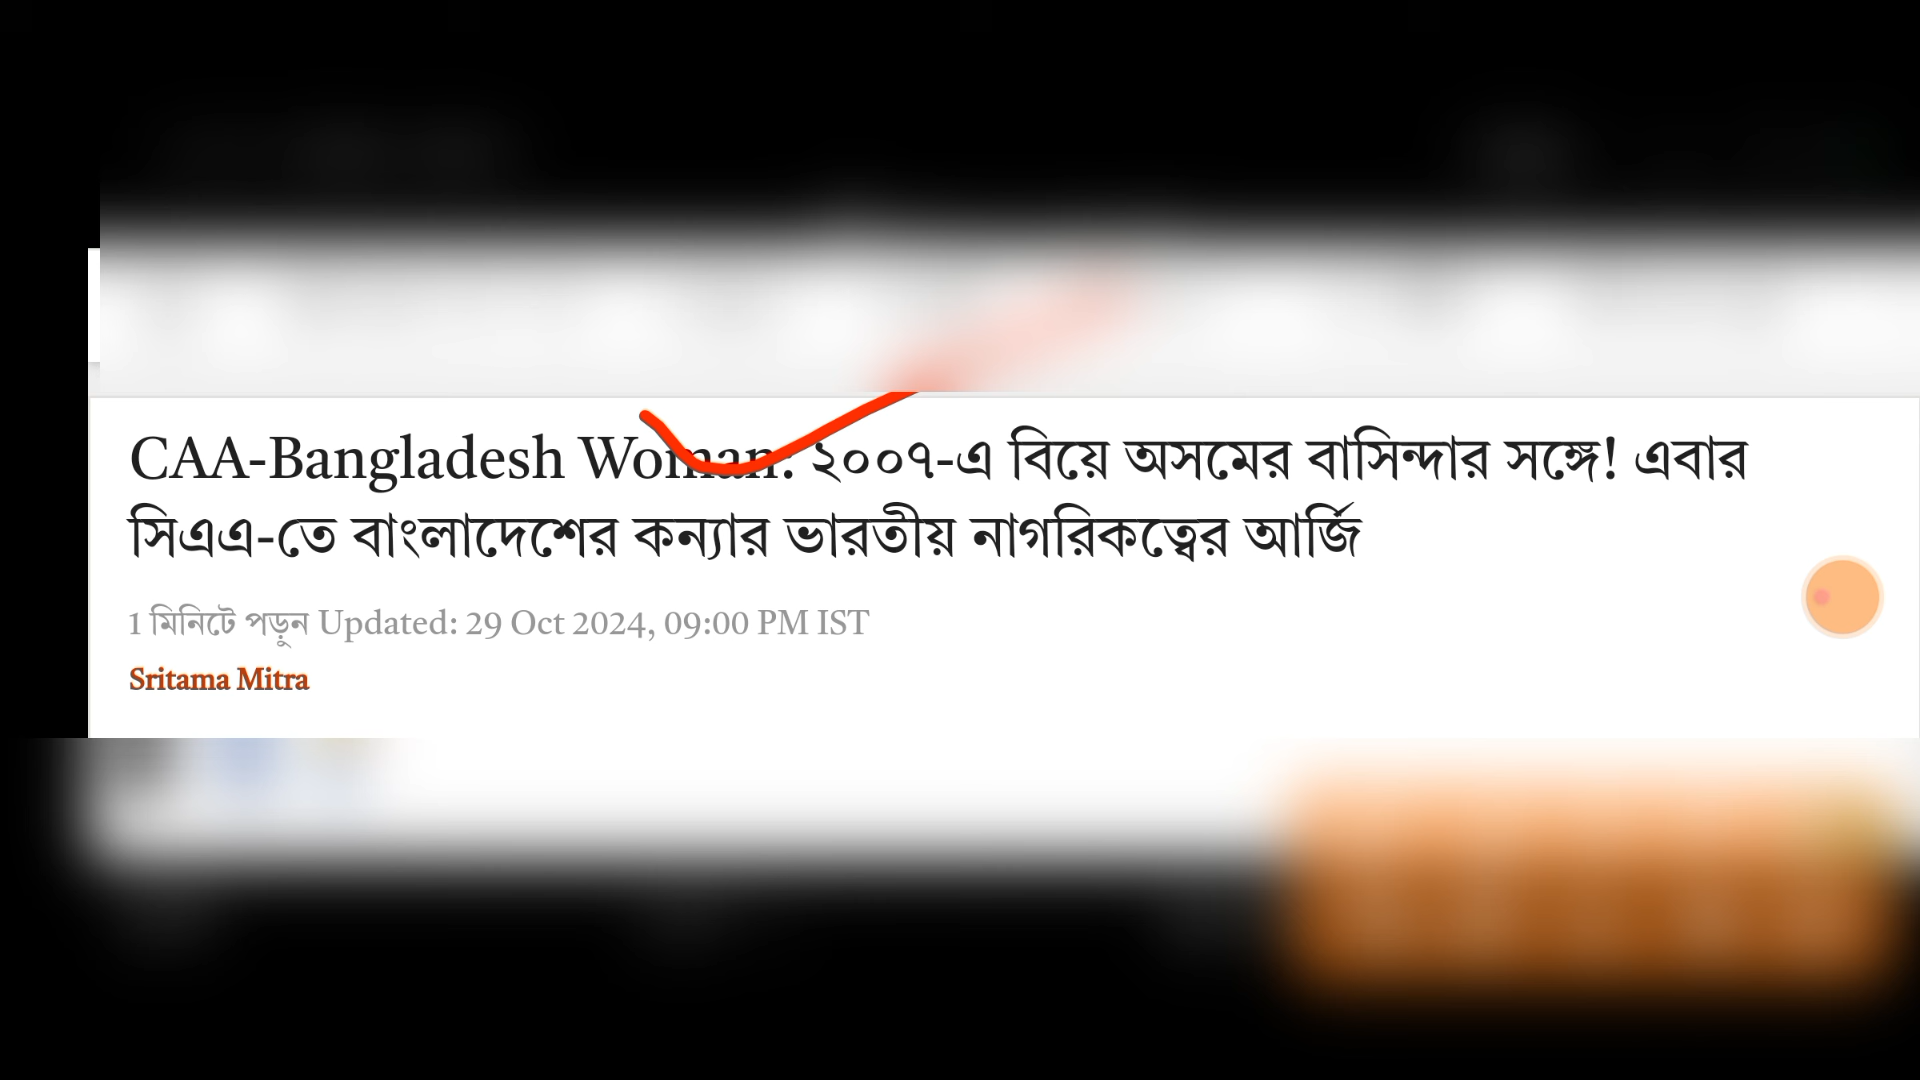 CAA-Bangladesh Woman: ২০০৭-এ বিয়ে অসমের বাসিন্দার সঙ্গে! এবার
সিএএ-তে বাংলাদেশের কন্যার ভারতীয় নাগরিকত্বের আর্জি
1 মিনিটে পড়ুন Updated: 29 Oct 2024, 09:00 PM IST
Sritama Mitra